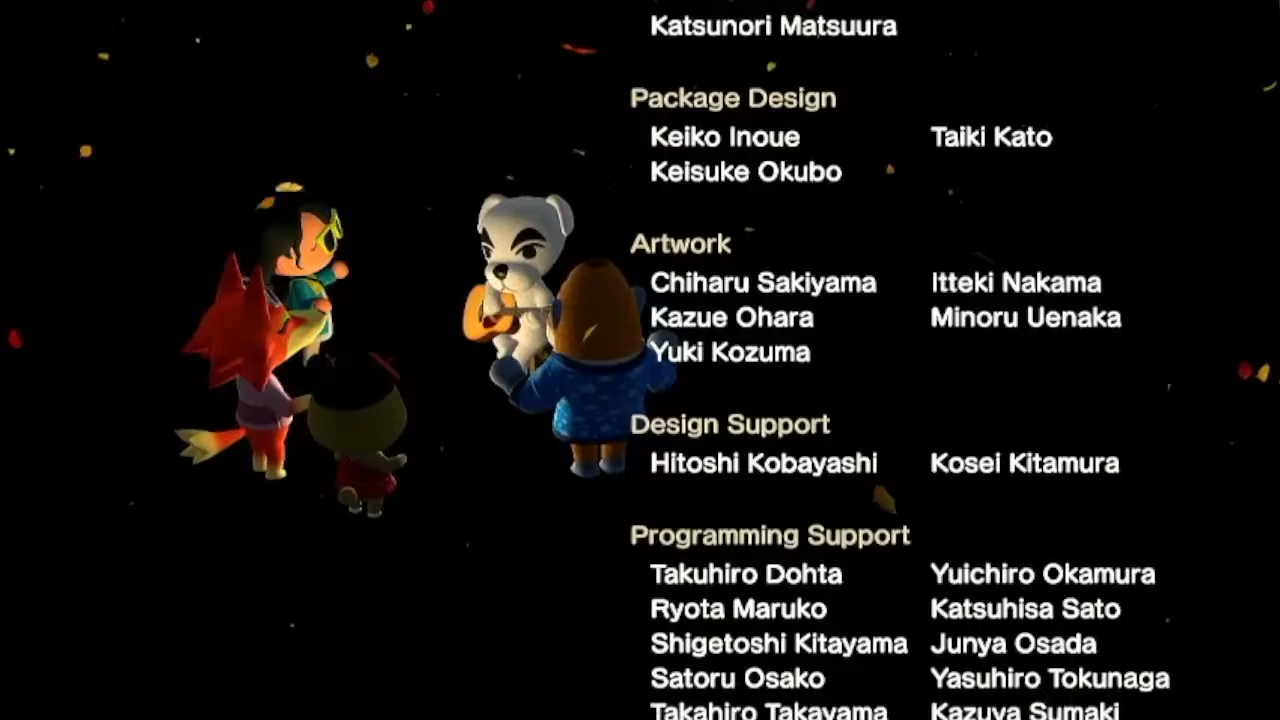 Katsunori Matsuura
Package Design
Keiko Inoue Taiki Kato
Keisuke Okubo
Artwork
Chiharu Sakiyama Itteki Nakama
Kazue Ohara Minoru Uenaka
Yuki Kozuma
Design Support
Hitoshi Kobayashi Kosei Kitamura
Programming Support
Takuhiro Dohta Yuichiro Okamura
Ryota Maruko Katsuhisa Sato
Shigetoshi Kitayama Junya Osada
Satoru Osako Yasuhiro Tokunaga
Takahiro Takayama Kazuya Sumaki